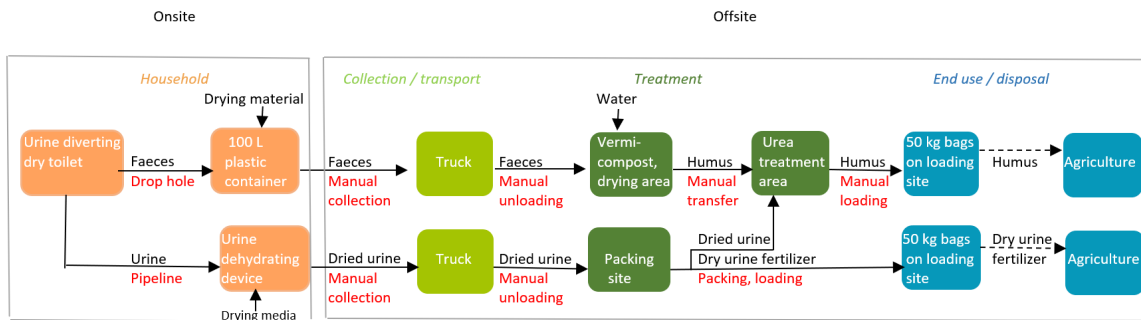 Onsite
Offsite
Household
Collection / transport
Treatment
End use / disposal
Drying material
Water
Urine diverting
dry toilet
Faeces
Drop hole
100 L
plastic
container
Faeces
Manual
collection
Truck
Faeces
Manual
unloading
Vermi-
compost,
drying area
Humus
Manual
transfer
Urea
treatment
area
Humus
Manual
loading
50 kg bags
on loading
site
Humus
Agriculture
Urine
Pipeline
Urine
dehydrating
device
Drying media
Dried urine
Manual
collection
Truck
Dried urine
Manual
unloading
Packing
site
Dried urine
Dry urine fertilizer
Packing, loading
50 kg bags
on loading
site
Dry urine
fertilizer
Agriculture